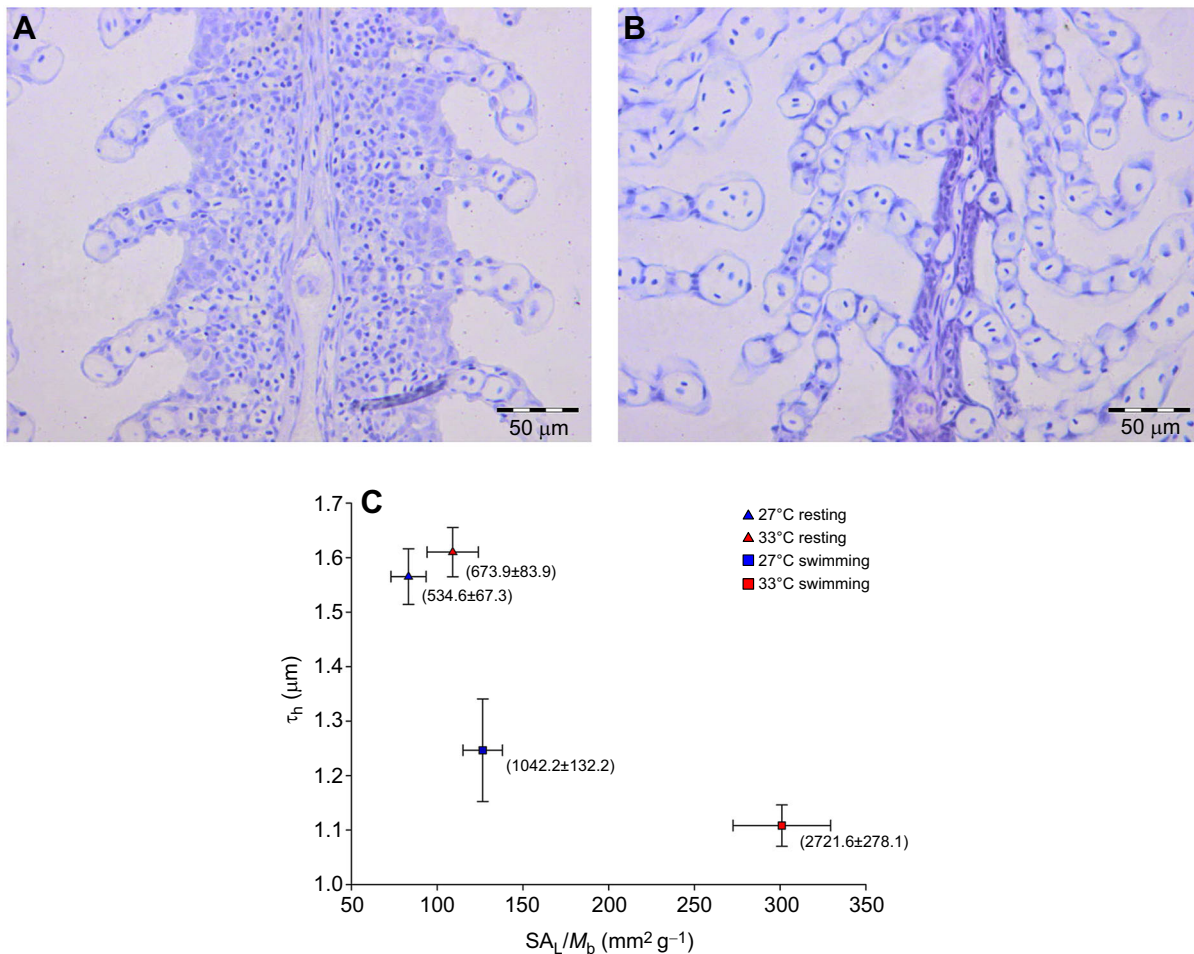 A
B
50 μm
50 μm
C
1.7
1.6
1.5
1.4
1.3
1.2
1.1
1.0
τh (μm)
27°C resting
33°C resting
27°C swimming
33°C swimming
(673.9±83.9)
(534.6±67.3)
(1042.2±132.2)
(2721.6±278.1)
50 100 150 200 250 300 350
SAL/Mb (mm² g⁻¹)